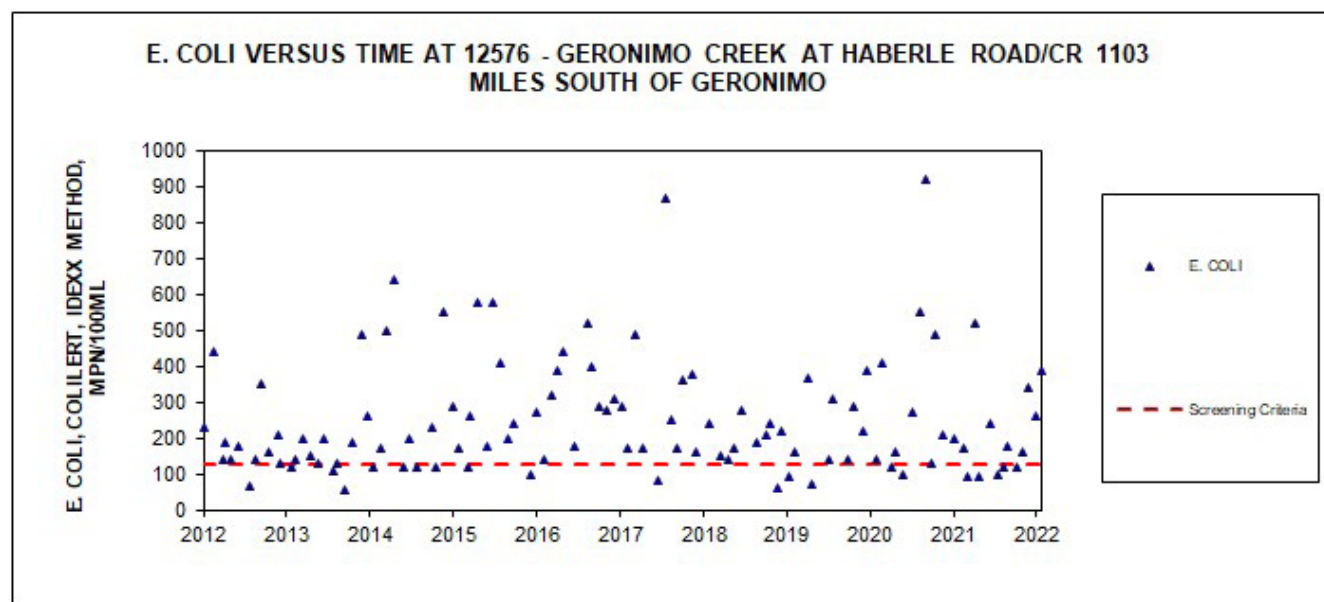 E. COLI VERSUS TIME AT 12576 - GERONIMO CREEK AT HABERLE ROAD/CR 1103
MILES SOUTH OF GERONIMO
E. COLI, COLILERT, IDEXX METHOD,
MPN/100ML
1000
900
800
700
600
500
400
300
200
100
0
2012 2013 2014 2015 2016 2017 2018 2019 2020 2021 2022
E. COLI
Screening Criteria